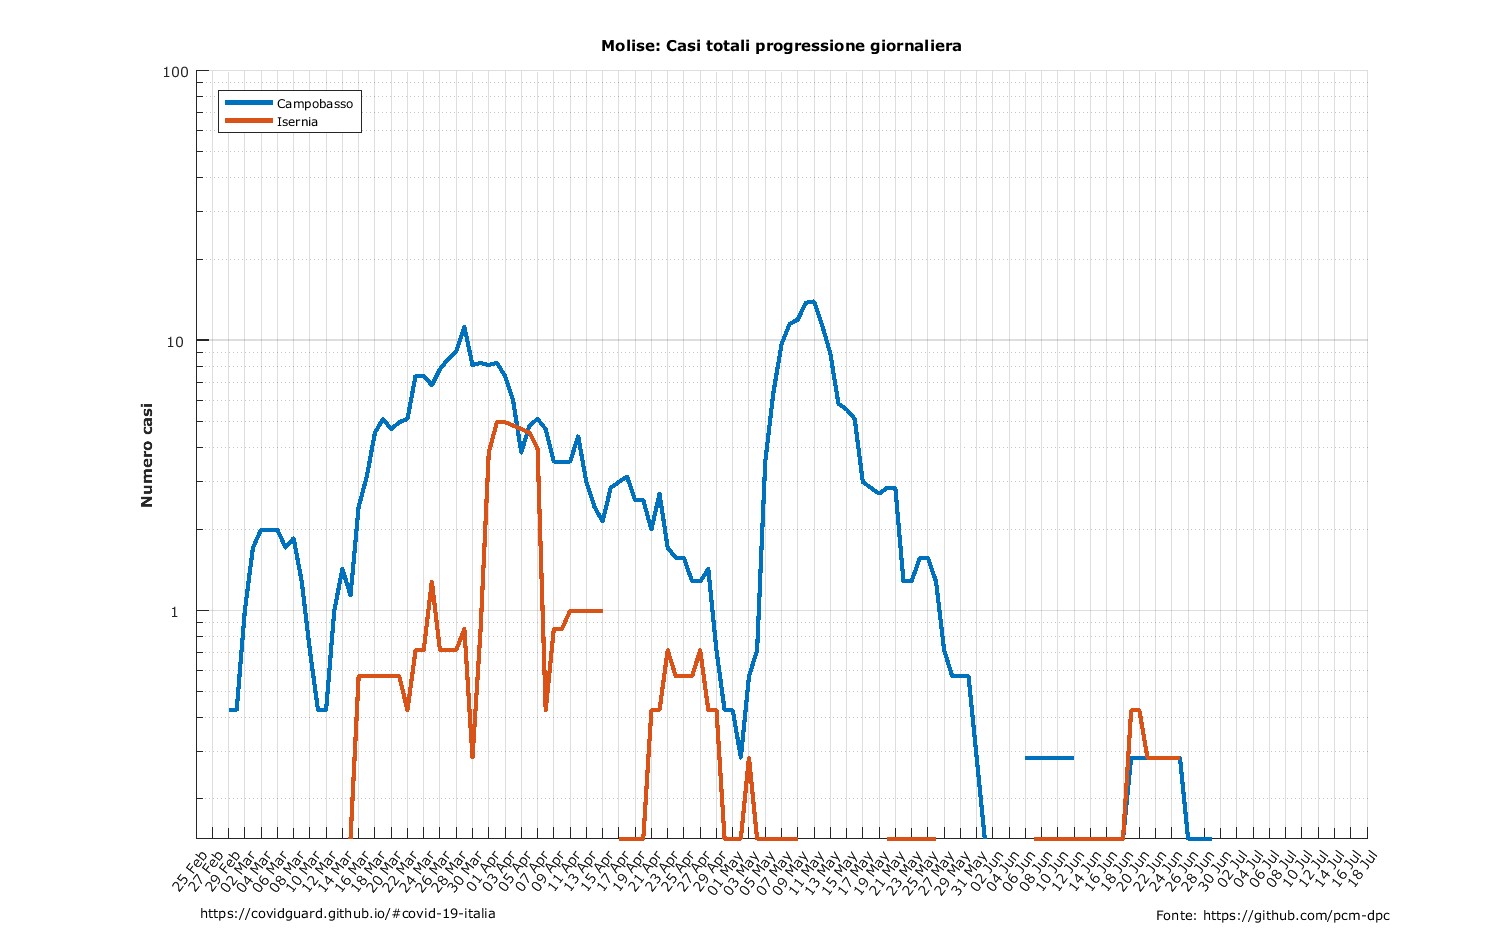 Molise: Casi totali progressione giornaliera
100
10
1
Numero casi
Campobasso
Isernia
25 Feb
27 Feb
29 Feb
02 Mar
04 Mar
06 Mar
08 Mar
10 Mar
12 Mar
14 Mar
16 Mar
18 Mar
20 Mar
22 Mar
24 Mar
26 Mar
28 Mar
30 Mar
01 Apr
03 Apr
05 Apr
07 Apr
09 Apr
11 Apr
13 Apr
15 Apr
17 Apr
19 Apr
21 Apr
23 Apr
25 Apr
27 Apr
29 Apr
01 May
03 May
05 May
07 May
09 May
11 May
13 May
15 May
17 May
19 May
21 May
23 May
25 May
27 May
29 May
31 May
02 Jun
04 Jun
06 Jun
08 Jun
10 Jun
12 Jun
14 Jun
16 Jun
18 Jun
20 Jun
22 Jun
24 Jun
26 Jun
28 Jun
30 Jun
02 Jul
04 Jul
06 Jul
08 Jul
10 Jul
12 Jul
14 Jul
16 Jul
18 Jul
https://covidguard.github.io/#covid-19-italia
Fonte: https://github.com/pcm-dpc